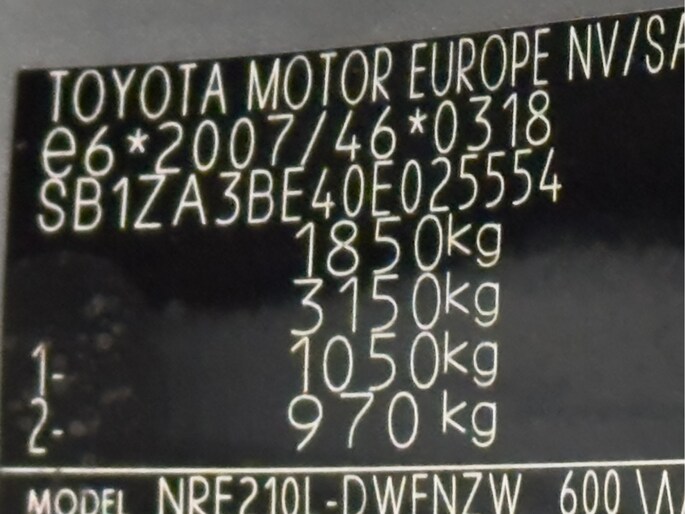 TOYOTA MOTOR EUROPE NV/SA
e6*2007/46*0318
SB1ZA3BE40E025554
1850kg
3150kg
1- 1050kg
2- 970 kg
MODEL NRE210L-DWFNZW 600